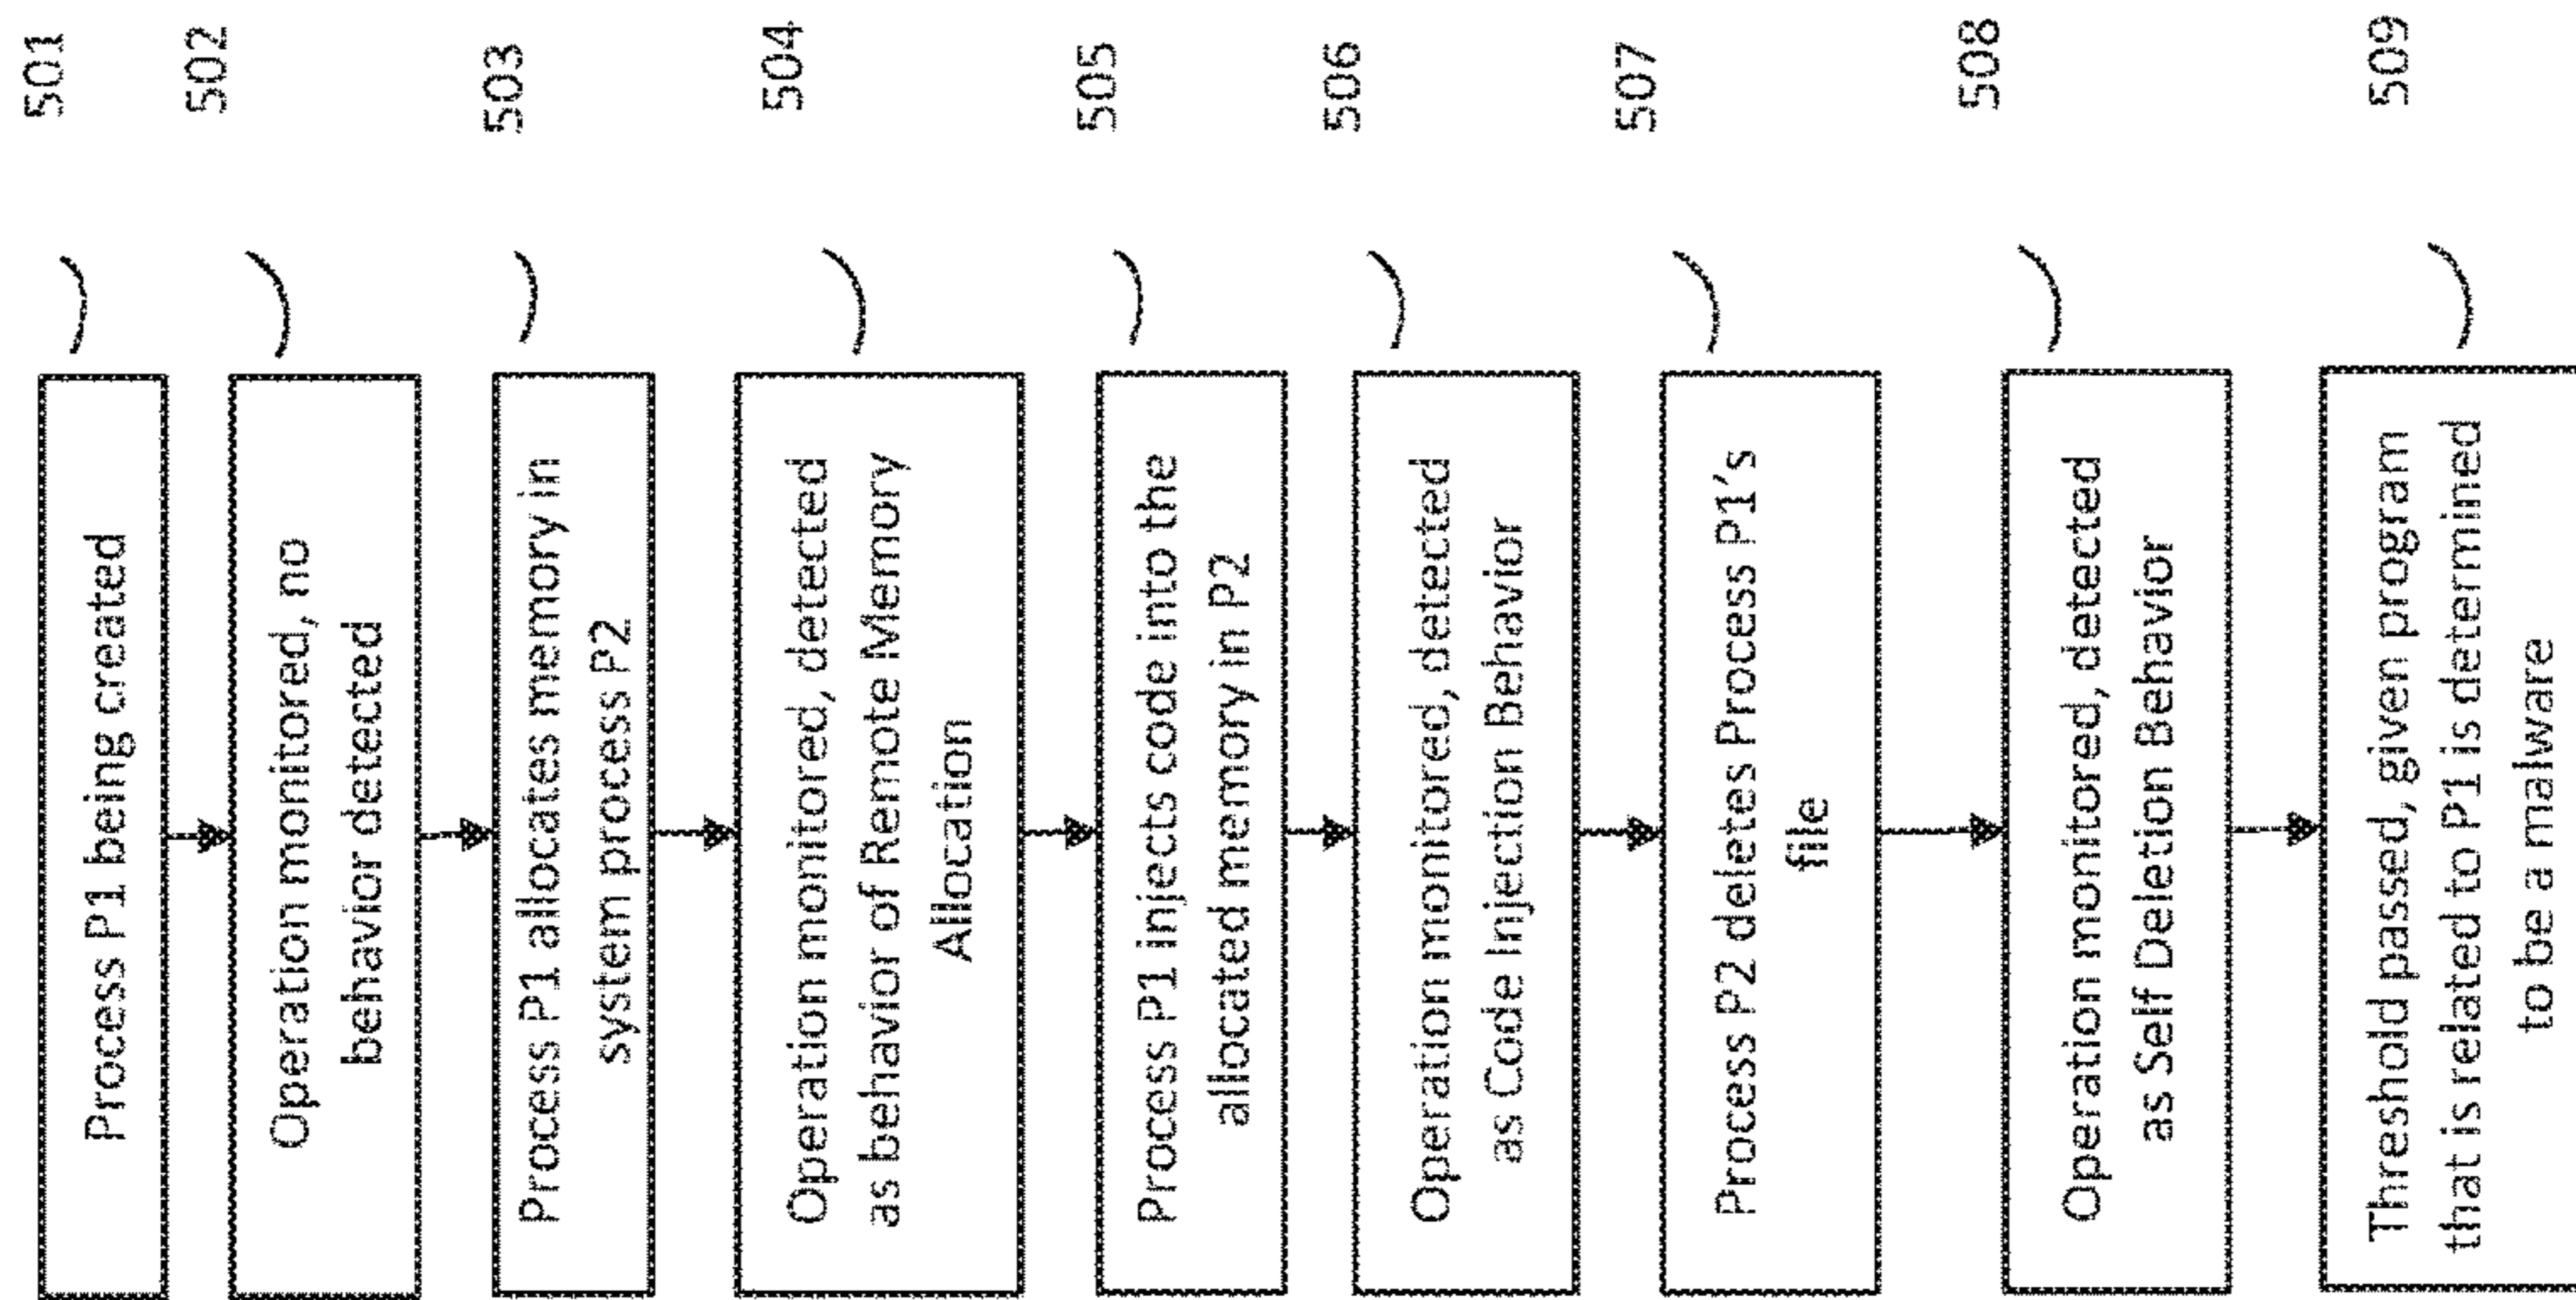 Process P1 being created
501
Operation monitored, no
behavior detected
502
Process P1 allocates memory in
system process P2
503
Operation monitored, detected
as behavior of Remote Memory
Allocation
504
Process P1 injects code into the
allocated memory in P2
505
Operation monitored, detected
as Code Injection Behavior
506
Process P2 deletes Process P1's
file
507
Operation monitored, detected
as Self Deletion Behavior
508
Threshold passed, given program
that is related to P1 is determined
to be a malware
509